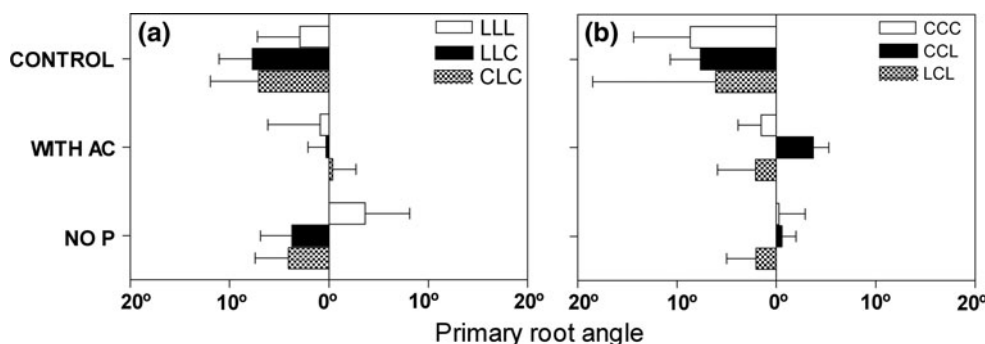 (a)
LLL
LLC
CLC
(b)
CCC
CCL
LCL
CONTROL
WITH AC
NO P
20º 10º 0º 10º 20º 10º 0º 10º 20º
Primary root angle